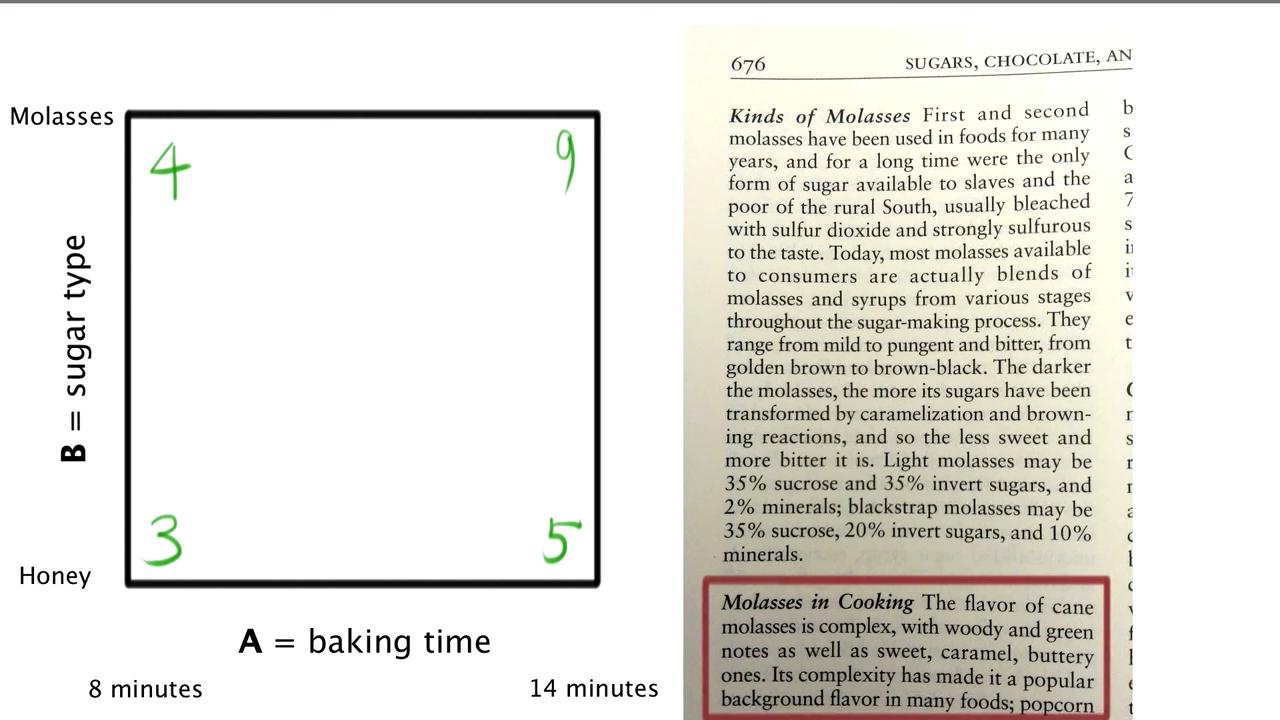 Molasses
4
9
B = sugar type
3
5
Honey
A = baking time
8 minutes
14 minutes
676
SUGARS, CHOCOLATE, AN
Kinds of Molasses First and second
molasses have been used in foods for many
years, and for a long time were the only
form of sugar available to slaves and the
poor of the rural South, usually bleached
with sulfur dioxide and strongly sulfurous
to the taste. Today, most molasses available
to consumers are actually blends of
molasses and syrups from various stages
throughout the sugar-making process. They
range from mild to pungent and bitter, from
golden brown to brown-black. The darker
the molasses, the more its sugars have been
transformed by caramelization and brown-
ing reactions, and so the less sweet and
more bitter it is. Light molasses may be
35% sucrose and 35% invert sugars, and
2% minerals; blackstrap molasses may be
35% sucrose, 20% invert sugars, and 10%
minerals.
Molasses in Cooking The flavor of cane
molasses is complex, with woody and green
notes as well as sweet, caramel, buttery
ones. Its complexity has made it a popular
background flavor in many foods; popcorn